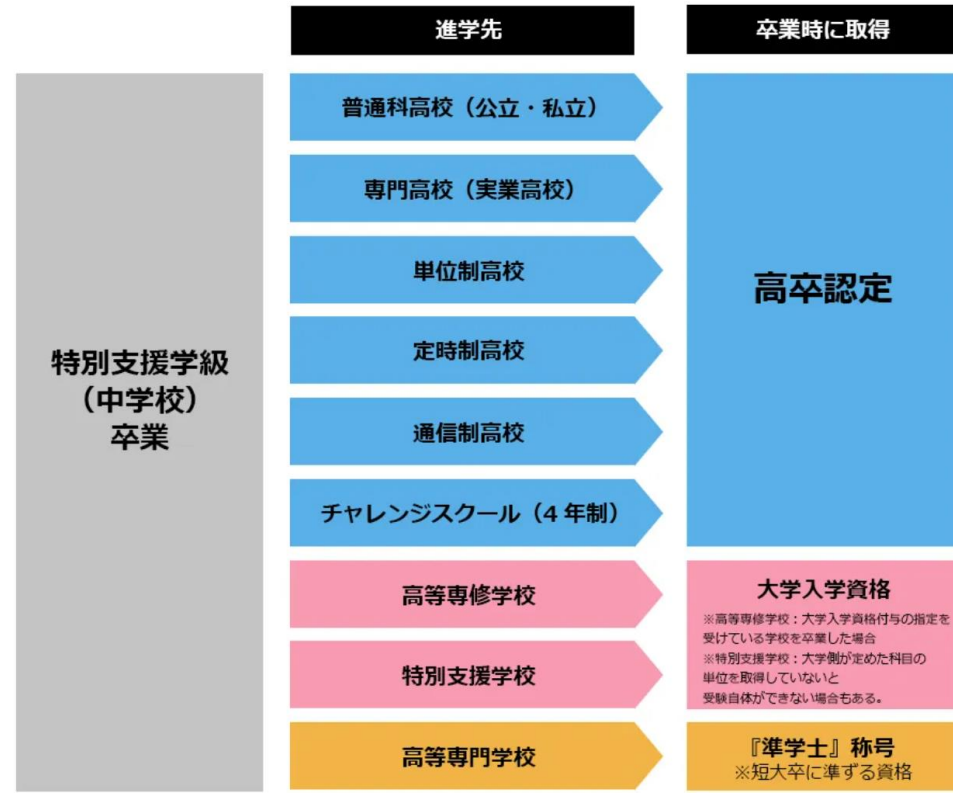 進学先
卒業時に取得
特別支援学級
（中学校）
卒業
普通科高校（公立・私立）
専門高校（実業高校）
単位制高校
定時制高校
通信制高校
チャレンジスクール（4 年制）
高等専修学校
特別支援学校
高等専門学校
高卒認定
大学入学資格
※高等専修学校：大学入学資格付与の指定を
受けている学校を卒業した場合
※特別支援学校：大学側が定めた科目の
単位を取得していないと
受験自体ができない場合もある。
『準学士』称号
※短大卒に準ずる資格